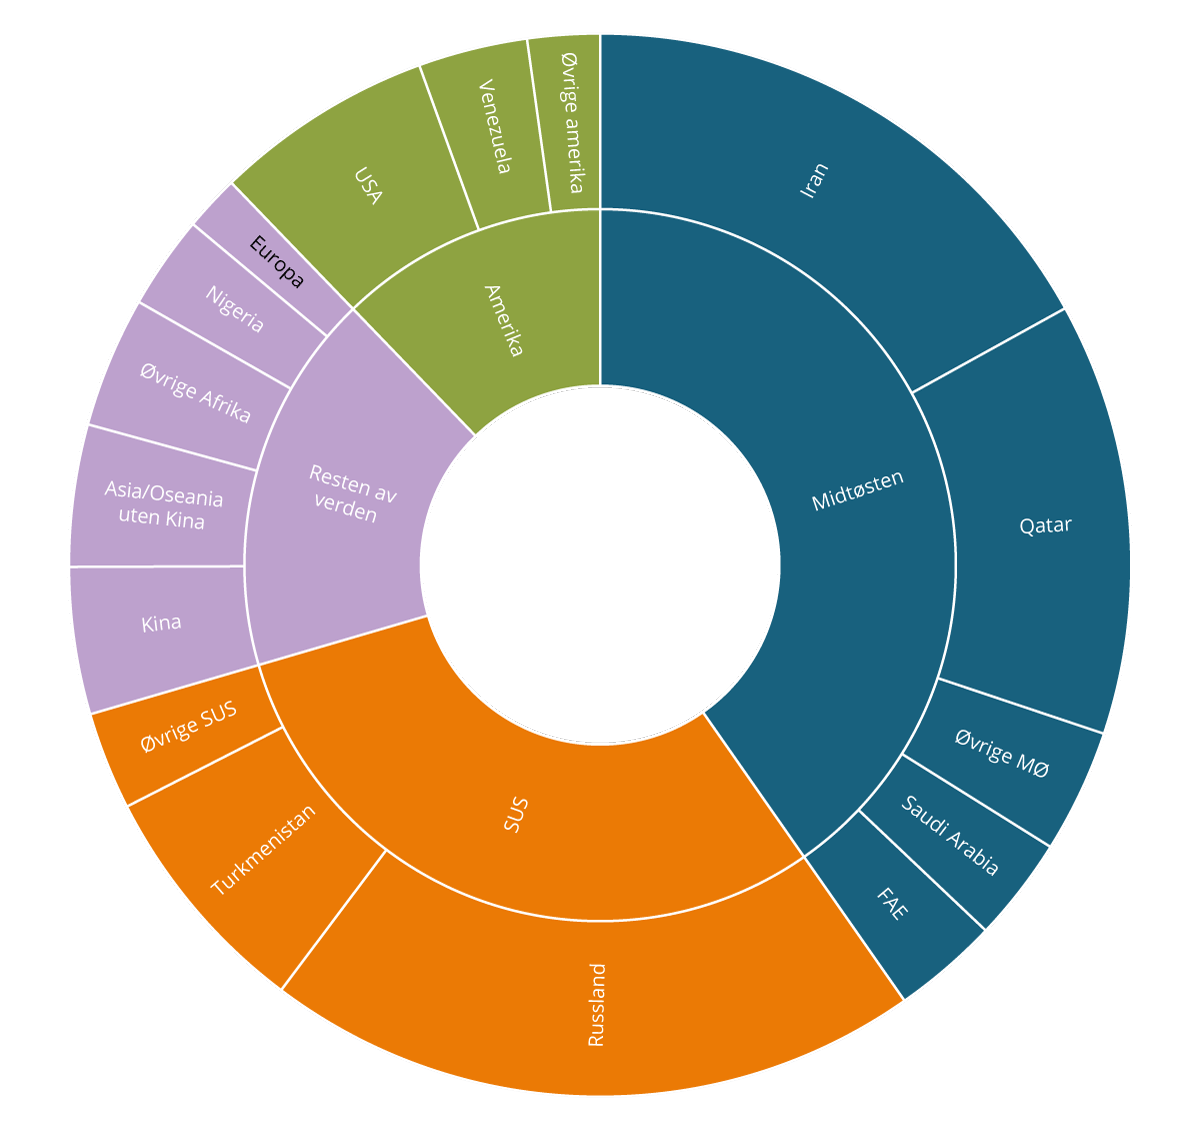 Midtøsten
Iran
Qatar
Øvrige MØ
Saudi Arabia
FAE
SUS
Russland
Turkmenistan
Øvrige SUS
Resten av
verden
Kina
Asia/Oseania
uten Kina
Øvrige Afrika
Nigeria
Europa
Amerika
USA
Venezuela
Øvrige amerika